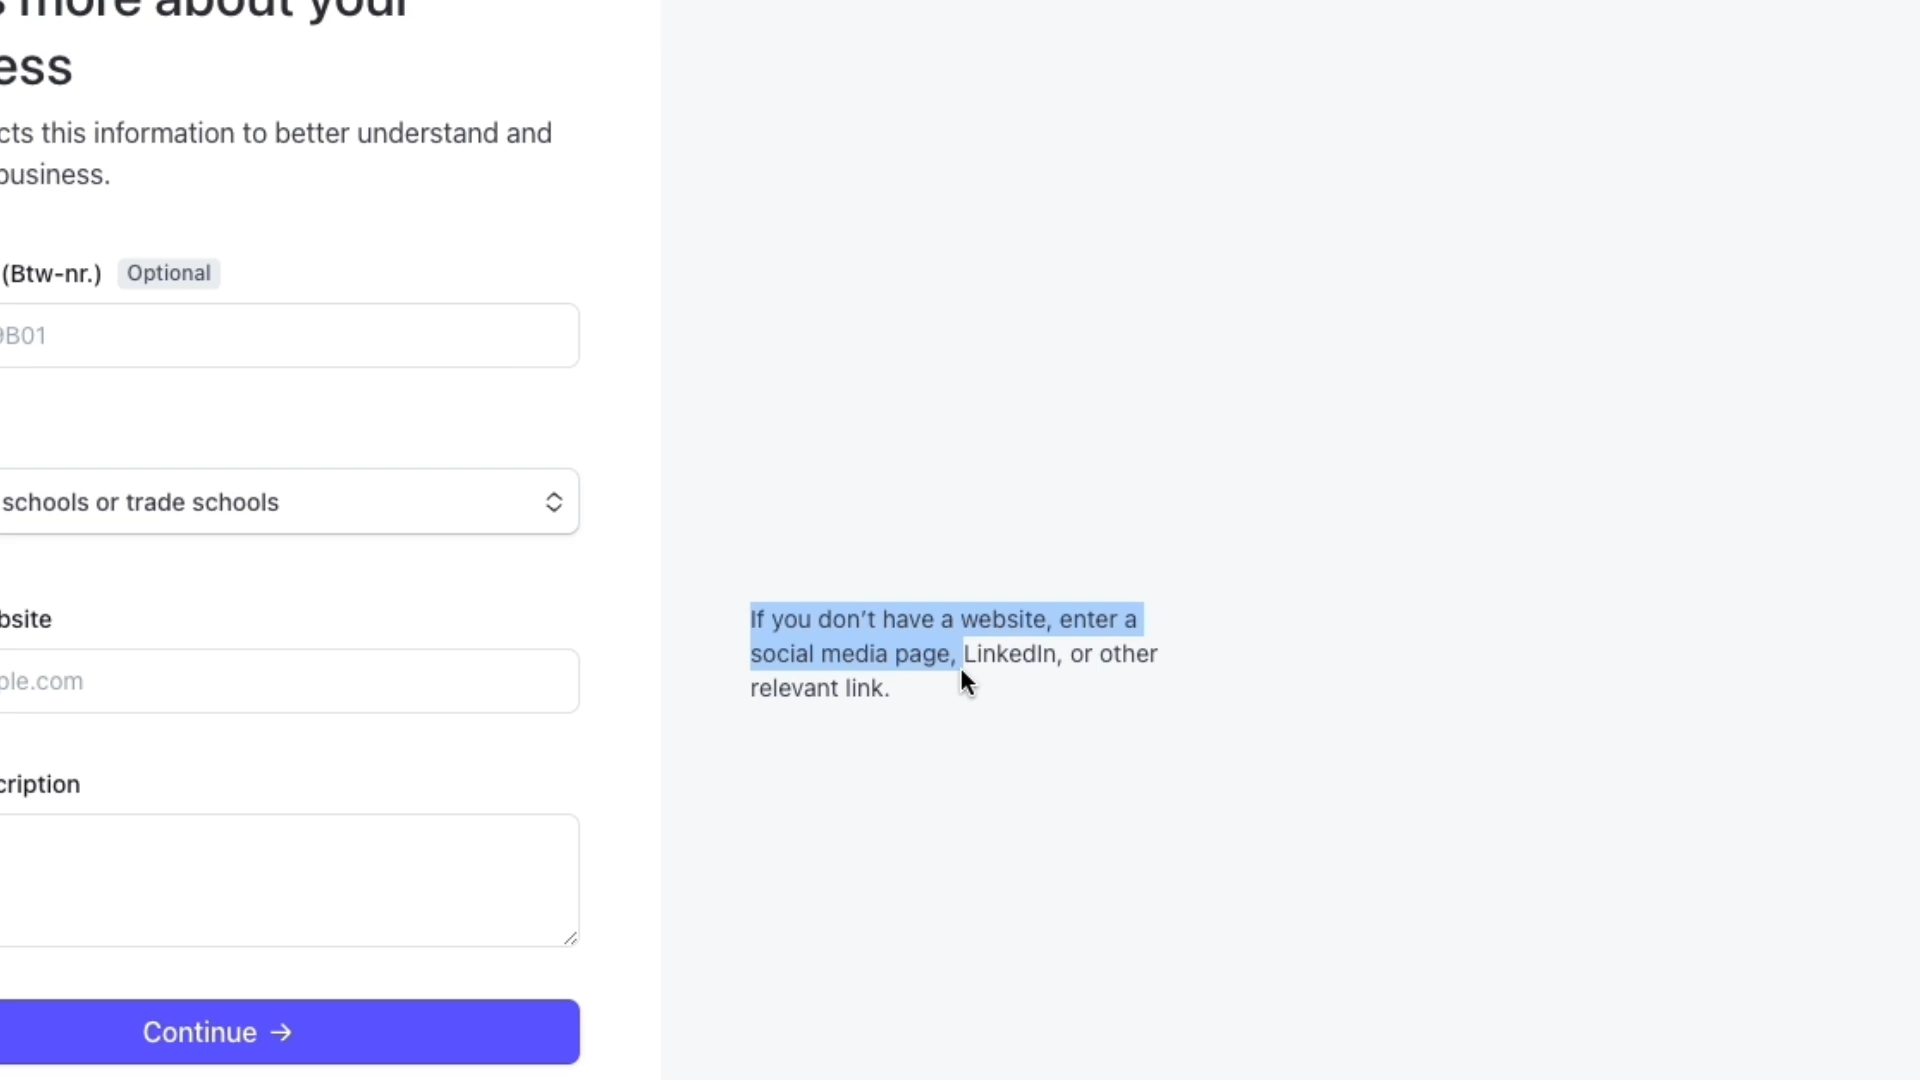 more about your
ess
cts this information to better understand and
business.
(Btw-nr.) Optional
9B01
schools or trade schools
bsite
ple.com
If you don’t have a website, enter a
social media page, LinkedIn, or other
relevant link.
cription
Continue →